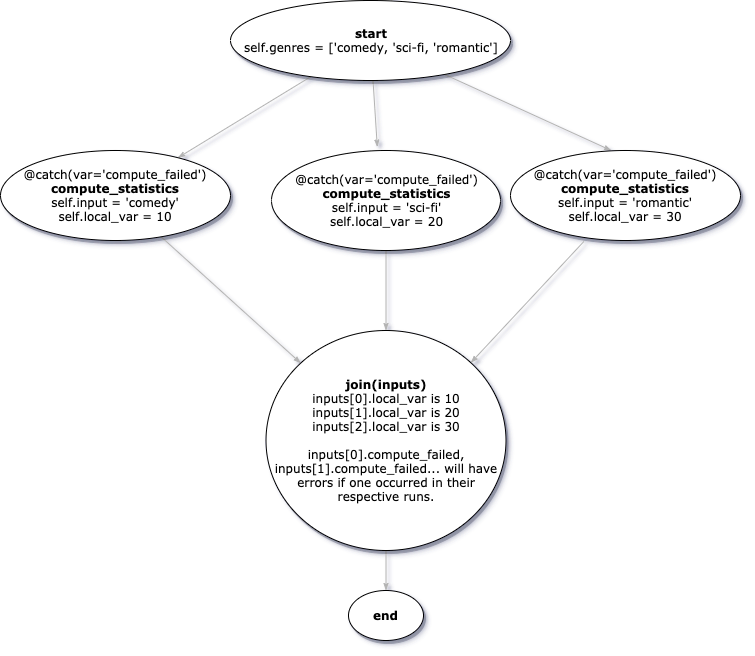 start
self.genres = ['comedy, 'sci-fi, 'romantic']
@catch(var='compute_failed')
compute_statistics
self.input = 'comedy'
self.local_var = 10
@catch(var='compute_failed')
compute_statistics
self.input = 'sci-fi'
self.local_var = 20
@catch(var='compute_failed')
compute_statistics
self.input = 'romantic'
self.local_var = 30
join(inputs)
inputs[0].local_var is 10
inputs[1].local_var is 20
inputs[2].local_var is 30
inputs[0].compute_failed,
inputs[1].compute_failed... will have
errors if one occurred in their
respective runs.
end